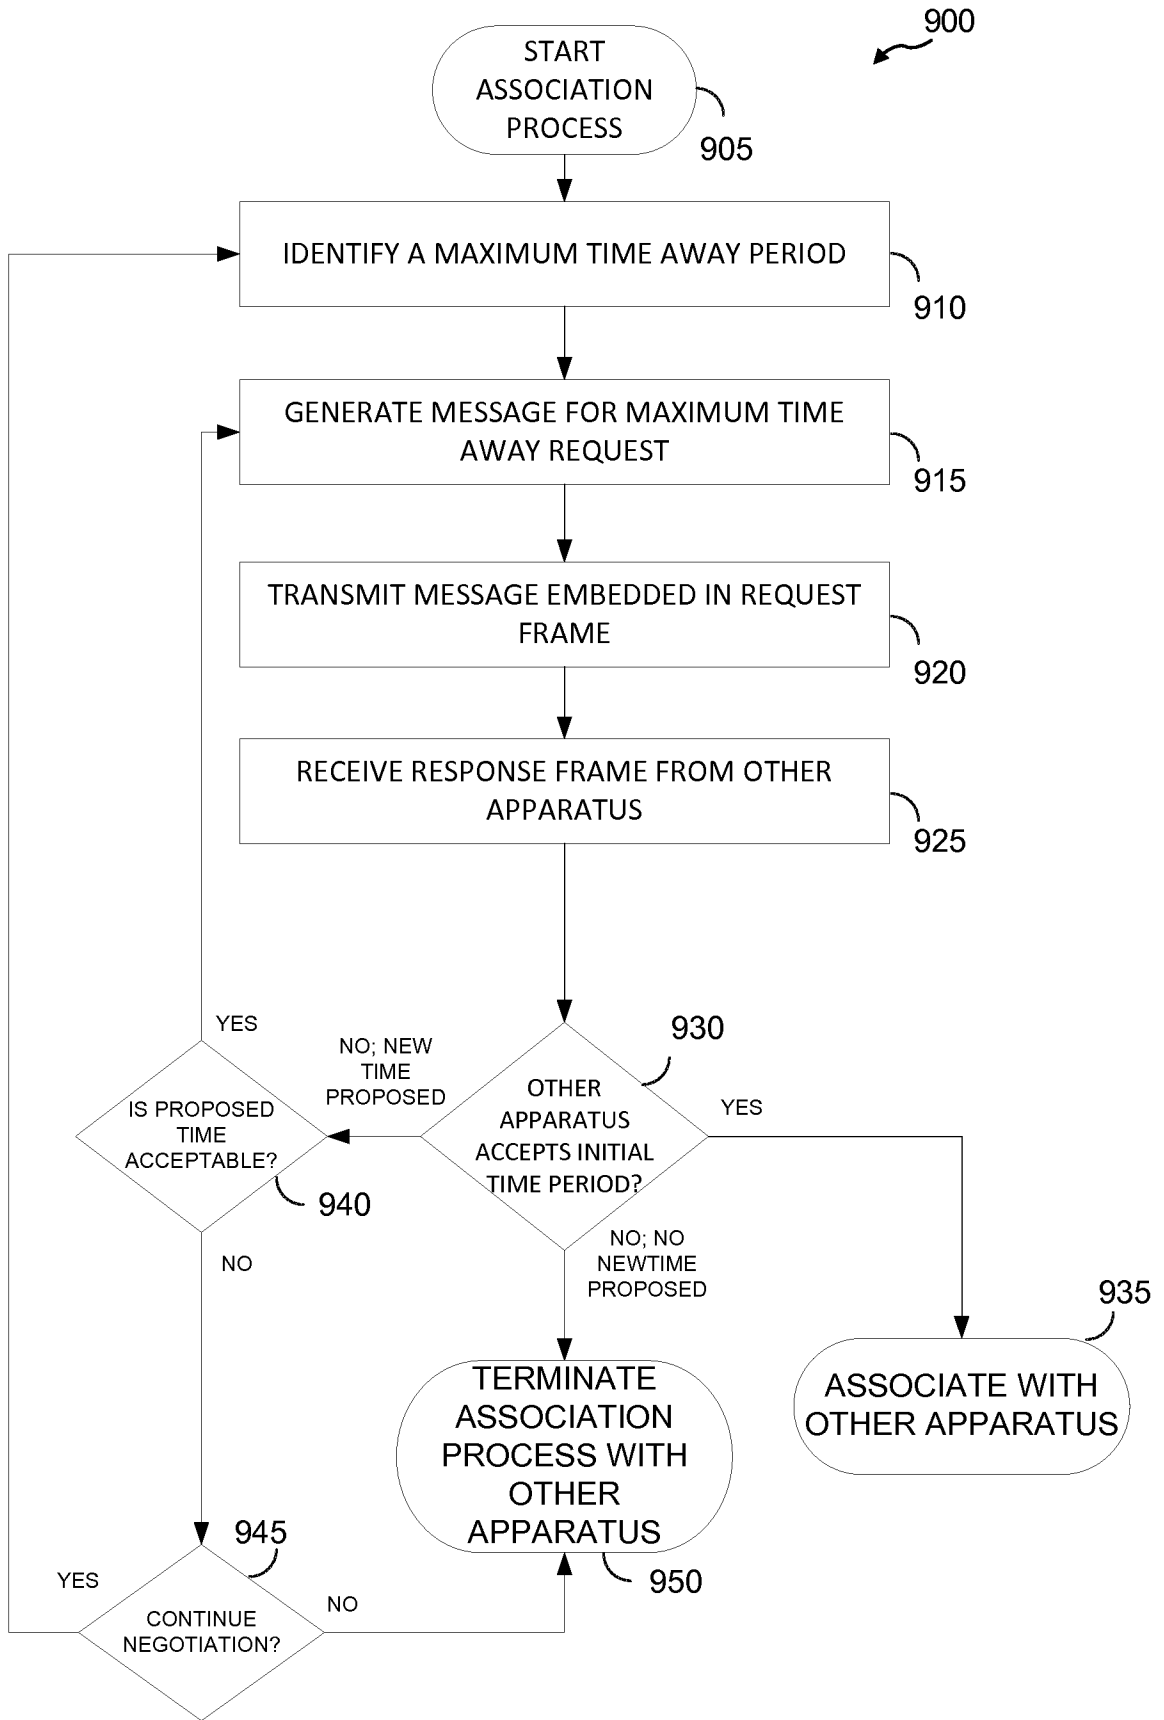 900
START
ASSOCIATION
PROCESS
905
IDENTIFY A MAXIMUM TIME AWAY PERIOD
910
GENERATE MESSAGE FOR MAXIMUM TIME
AWAY REQUEST
915
TRANSMIT MESSAGE EMBEDDED IN REQUEST
FRAME
920
RECEIVE RESPONSE FRAME FROM OTHER
APPARATUS
925
930
OTHER
APPARATUS
ACCEPTS INITIAL
TIME PERIOD?
YES
NO; NEW
TIME
PROPOSED
YES
IS PROPOSED
TIME
ACCEPTABLE?
940
NO
NO; NO
NEWTIME
PROPOSED
935
ASSOCIATE WITH
OTHER APPARATUS
TERMINATE
ASSOCIATION
PROCESS WITH
OTHER
APPARATUS
950
945
YES
CONTINUE
NEGOTIATION?
NO